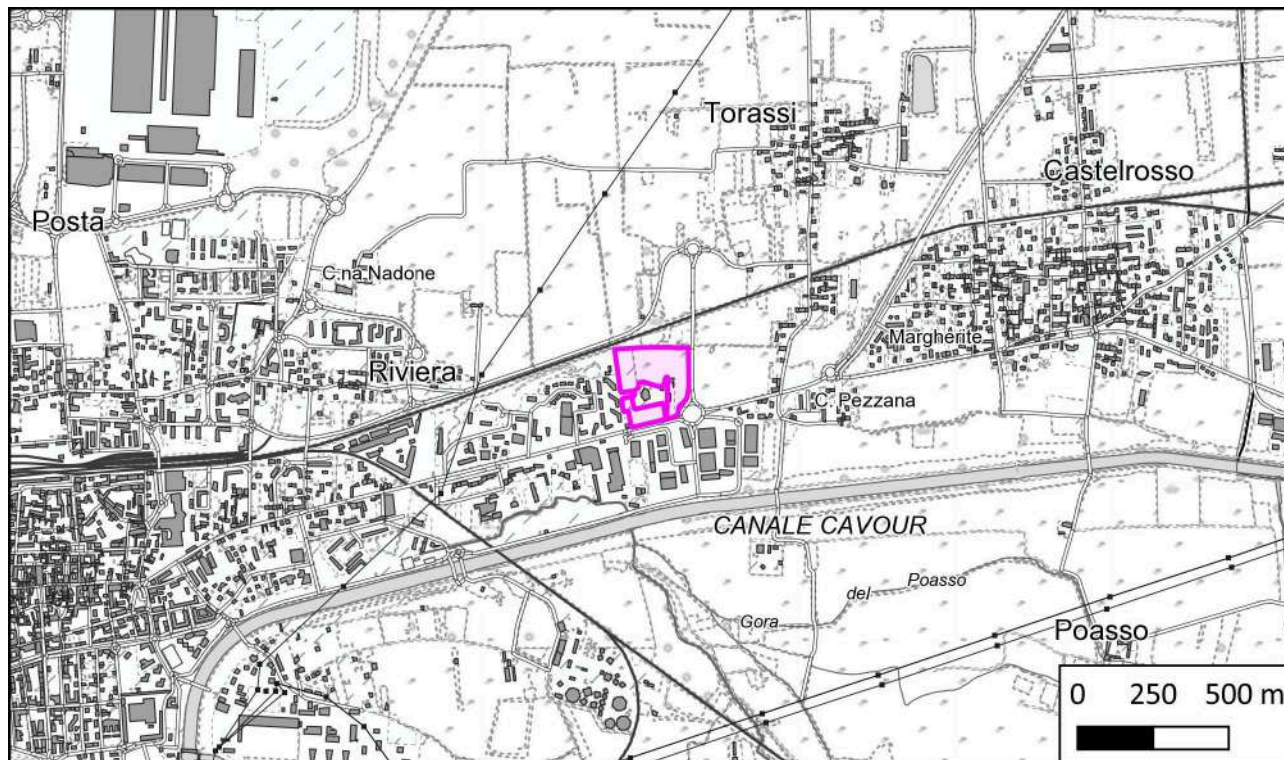 Torassi
Castelrosso
Posta
C.na Nadone
Margherite
Riviera
C. Pezzana
CANALE CAVOUR
del Poasso
Gora
Poasso
0 250 500 m